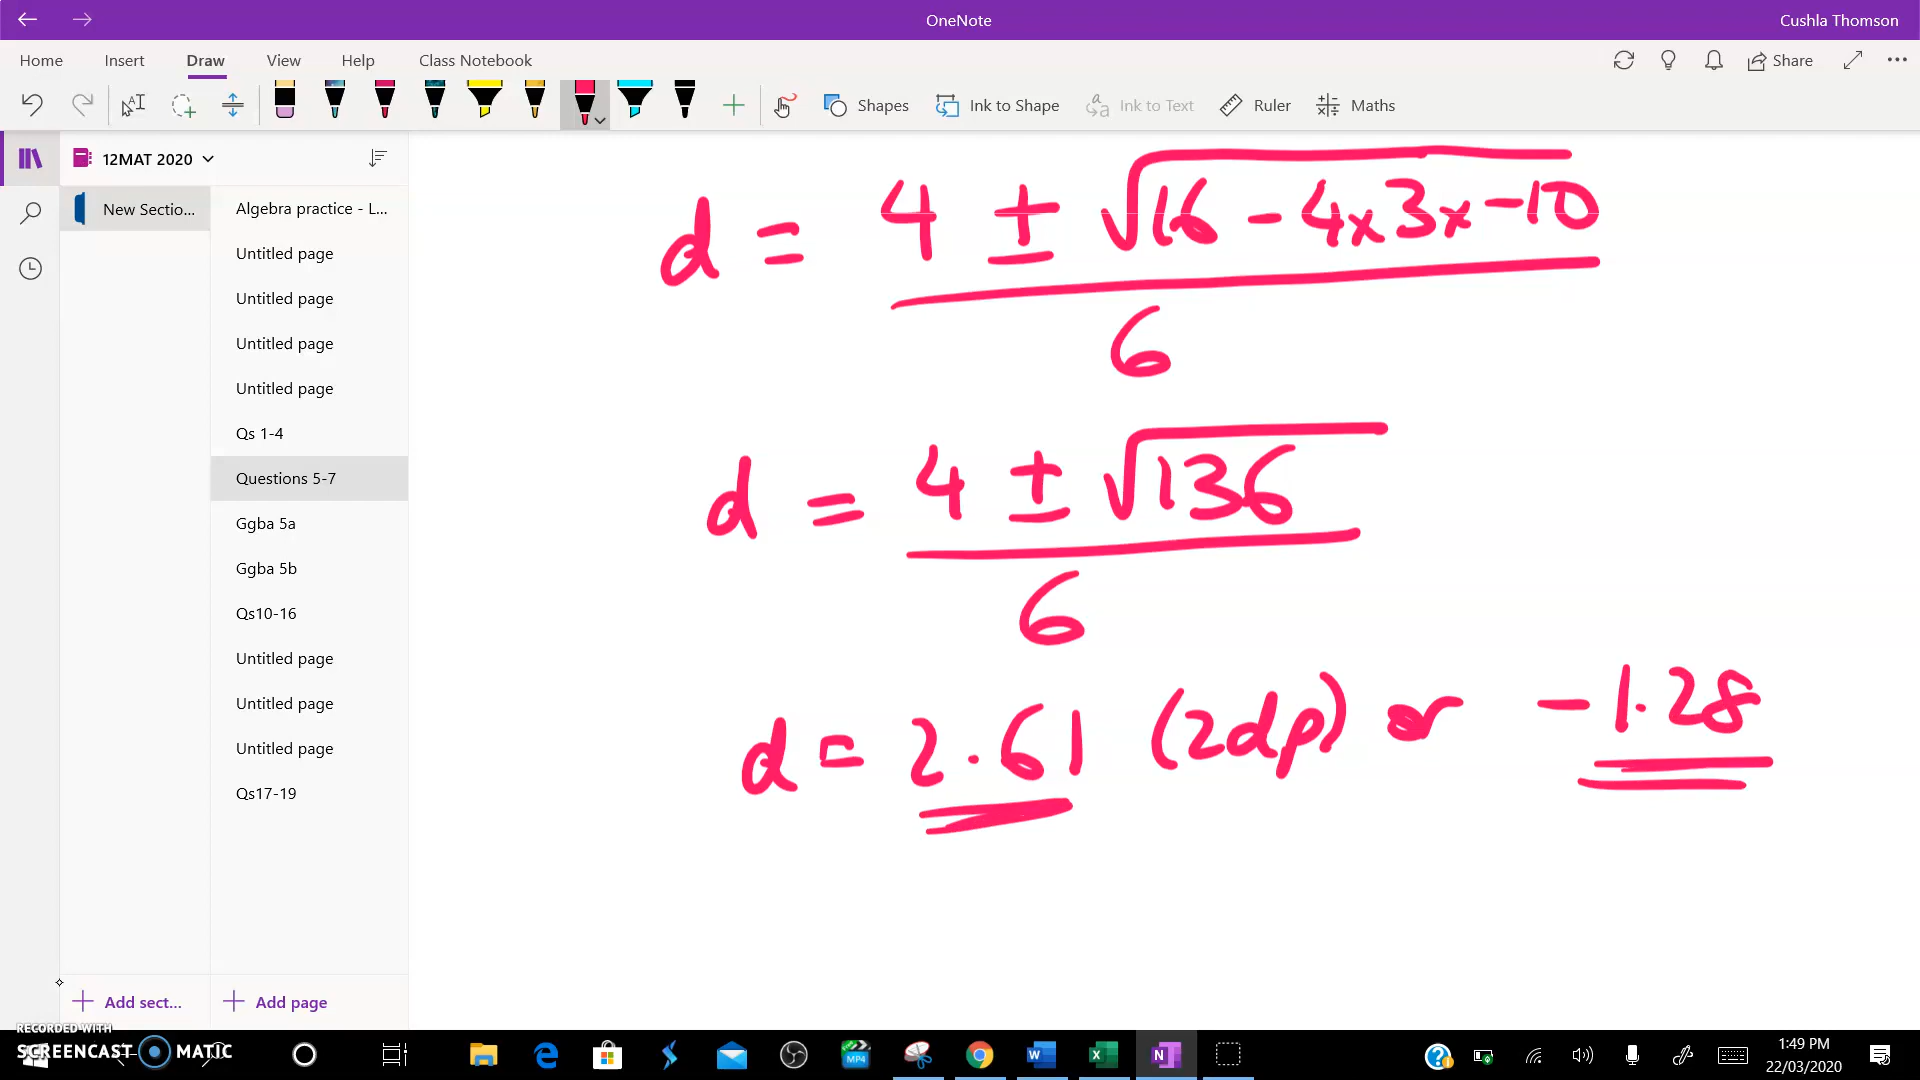 OneNote
Cushla Thomson
Home Insert Draw View Help Class Notebook
Share
Shapes Ink to Shape Ink to Text Ruler Maths
12MAT 2020
New Sectio...
Algebra practice - L...
Untitled page
Untitled page
Untitled page
Untitled page
Qs 1-4
Questions 5-7
Ggba 5a
Ggba 5b
Qs10-16
Untitled page
Untitled page
Untitled page
Qs17-19
Add sect...
Add page
d = 4 ± √16 - 4x3x -10
6
d = 4 ± √136
6
d = 2.61 (2dp) or -1.28
RECORDED WITH
SCREENCAST MATIC
MP4
1:49 PM
22/03/2020